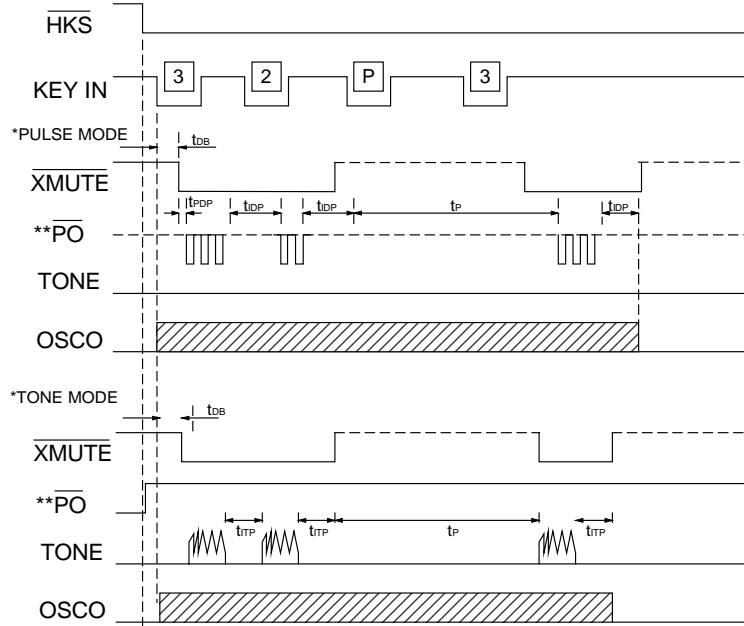 HKS
KEY IN 3 2 P 3
*PULSE MODE tDB
XMUTE
tPDP tIDP tIDP tP tIDP
**PO
TONE
OSCO
*TONE MODE tDB
XMUTE
**PO
tITP tITP tP tITP
TONE
OSCO